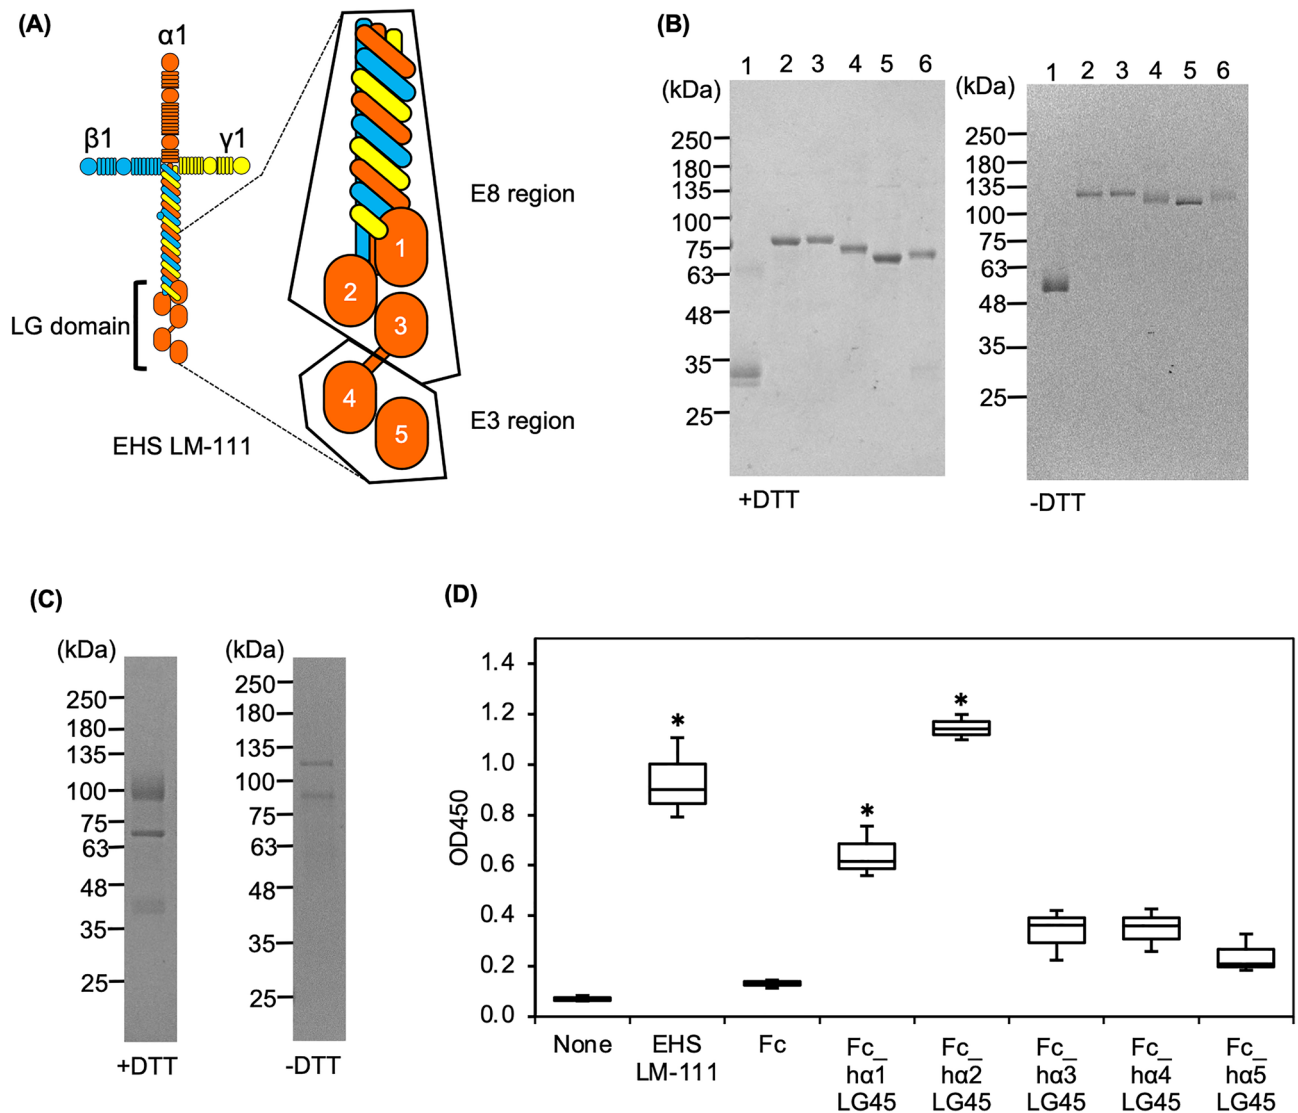 (A)
α1
β1
γ1
LG domain
EHS LM-111
E8 region
E3 region
1
2
3
4
5
(B)
(kDa)
1 2 3 4 5 6
250
180
135
100
75
63
48
35
25
+DTT
(kDa)
1 2 3 4 5 6
250
180
135
100
75
63
48
35
25
-DTT
(C)
(kDa)
250
180
135
100
75
63
48
35
25
+DTT
(kDa)
250
180
135
100
75
63
48
35
25
-DTT
(D)
OD450
1.4
1.2
1.0
0.8
0.6
0.4
0.2
0.0
* * *
None
EHS
LM-111
Fc
Fc_
hα1
LG45
Fc_
hα2
LG45
Fc_
hα3
LG45
Fc_
hα4
LG45
Fc_
hα5
LG45